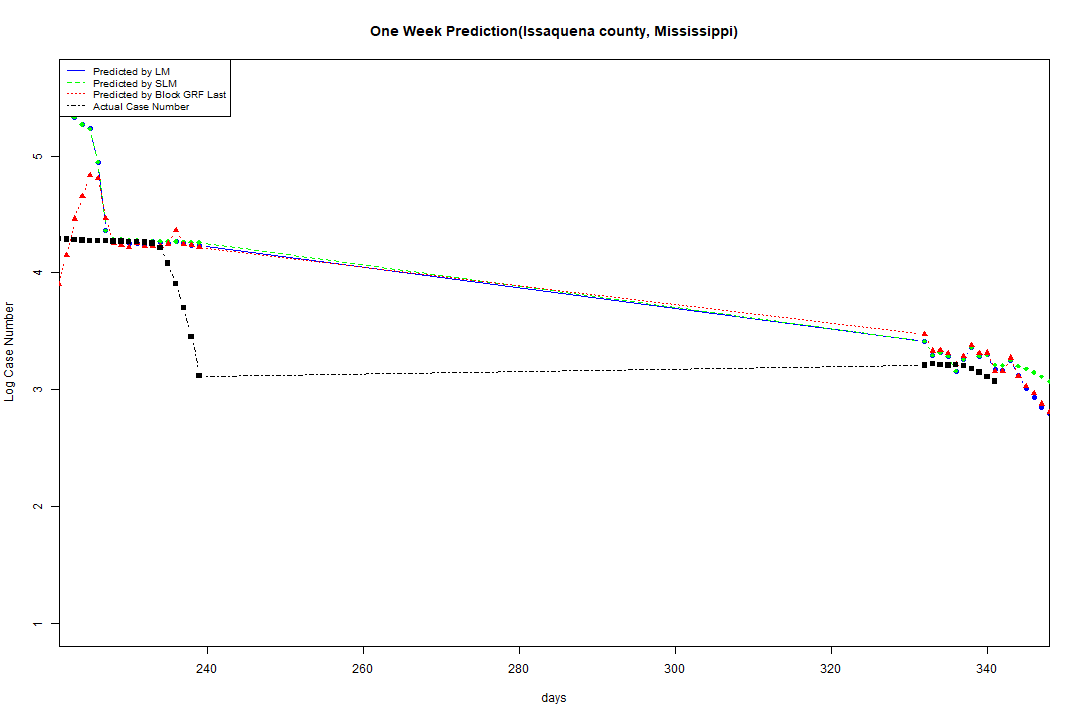 One Week Prediction(Issaquena county, Mississippi)
Predicted by LM
Predicted by SLM
Predicted by Block GRF Last
Actual Case Number
5
4
3
2
1
Log Case Number
240 260 280 300 320 340
days